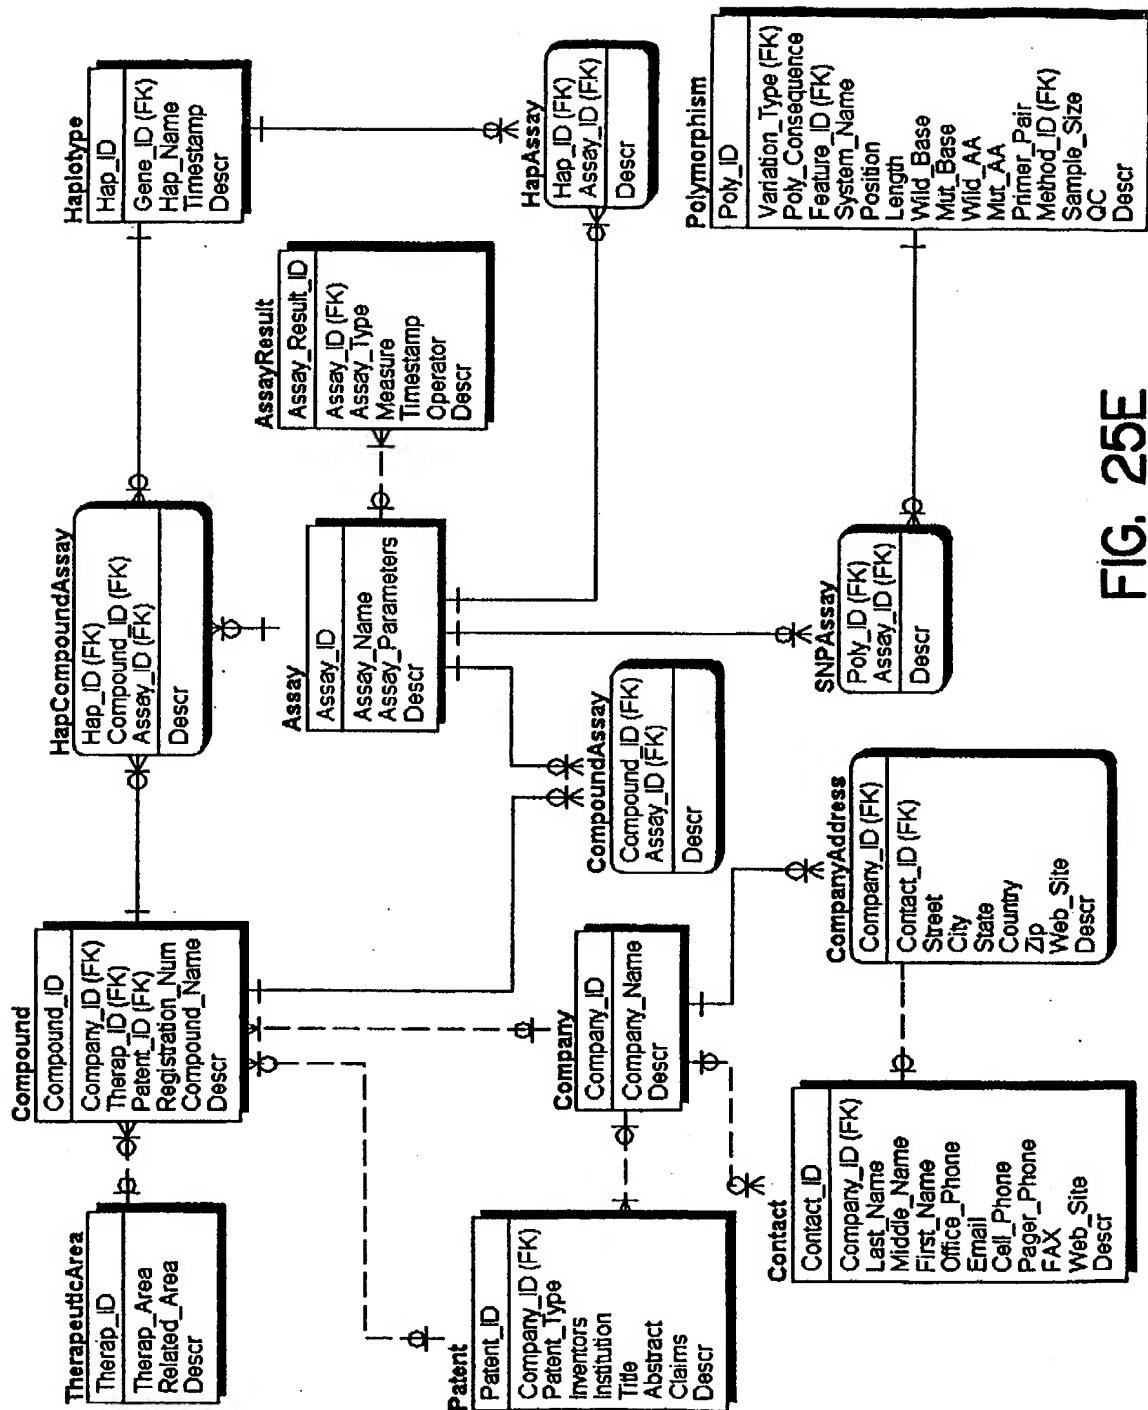 TherapeuticArea
Therap_ID
Therap_Area
Related_Area
Descr
Compound
Compound_ID
Company_ID (FK)
Therap_ID (FK)
Patent_ID (FK)
Registration_Num
Compound_Name
Descr
HapCompoundAssay
Hap_ID (FK)
Compound_ID (FK)
Assay_ID (FK)
Descr
Haplotype
Hap_ID
Gene_ID (FK)
Hap_Name
Timestamp
Descr
Assay
Assay_ID
Assay_Name
Assay_Parameters
Descr
AssayResult
Assay_Result_ID
Assay_ID (FK)
Assay_Type
Measure
Timestamp
Operator
Descr
Patent
Patent_ID
Company_ID (FK)
Patent_Type
Inventors
Institution
Title
Abstract
Claims
Descr
Company
Company_ID
Company_Name
Descr
CompoundAssay
Compound_ID (FK)
Assay_ID (FK)
Descr
HapAssay
Hap_ID (FK)
Assay_ID (FK)
Descr
Contact
Contact_ID
Company_ID (FK)
Last_Name
Middle_Name
First_Name
Office_Phone
Email
Cell_Phone
Pager_Phone
FAX
Web_Site
Descr
CompanyAddress
Company_ID (FK)
Contact_ID (FK)
Street
City
State
Country
Zip
Web_Site
Descr
SNPAssay
Poly_ID (FK)
Assay_ID (FK)
Descr
Polymorphism
Poly_ID
Variation_Type (FK)
Poly_Consequence
Feature_ID (FK)
System_Name
Position
Length
Wild_Base
Mut_Base
Wild_AA
Mut_AA
Primer_Pair
Method_ID (FK)
Sample_Size
QC
Descr
FIG. 25E